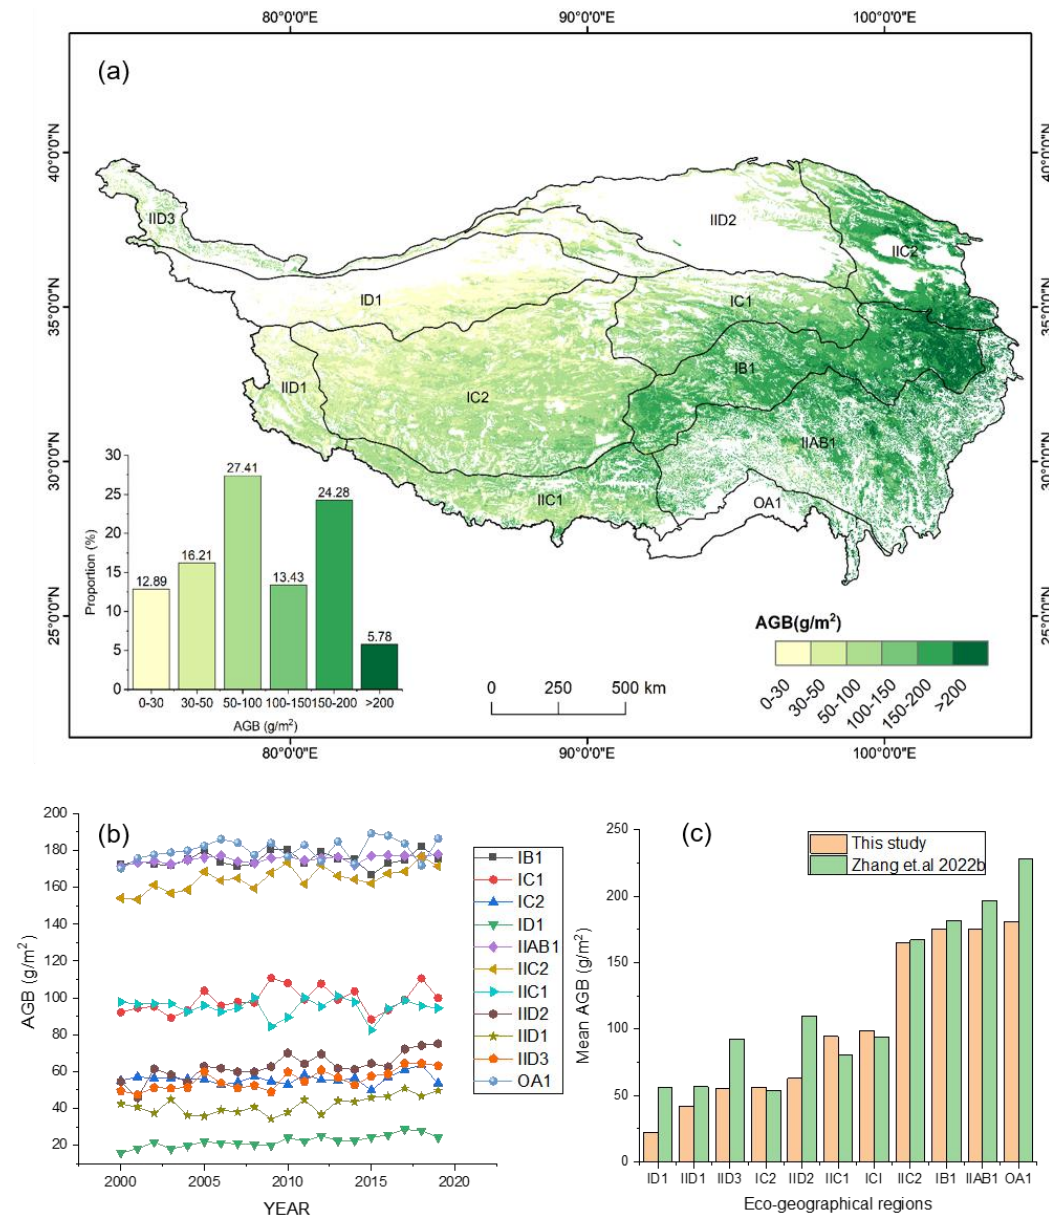 80°0'0"E 90°0'0"E 100°0'0"E
(a)
40°0'0"N 40°0'0"N
IID3
IID2
IIC2
ID1
IC1
35°0'0"N 35°0'0"N
IID1
IC2
IB1
IIAB1
30°0'0"N 30°0'0"N
IIC1
OA1
25°0'0"N 25°0'0"N
30
25
20
15
10
5
0
Proportion (%)
12.89
16.21
27.41
13.43
24.28
5.78
0-30 30-50 50-100 100-150 150-200 >200
AGB (g/m²)
0 250 500 km
AGB(g/m²)
0-30
30-50
50-100
100-150
150-200
>200
80°0'0"E 90°0'0"E 100°0'0"E
(b)
200
180
160
140
120
100
80
60
40
20
AGB (g/m²)
2000 2005 2010 2015 2020
YEAR
IB1
IC1
IC2
ID1
IIAB1
IIC2
IIC1
IID2
IID1
IID3
OA1
(c)
This study
Zhang et.al 2022b
250
200
150
100
50
0
Mean AGB (g/m²)
ID1 IID1 IID3 IC2 IID2 IIC1 ICI IIC2 IB1 IIAB1 OA1
Eco-geographical regions